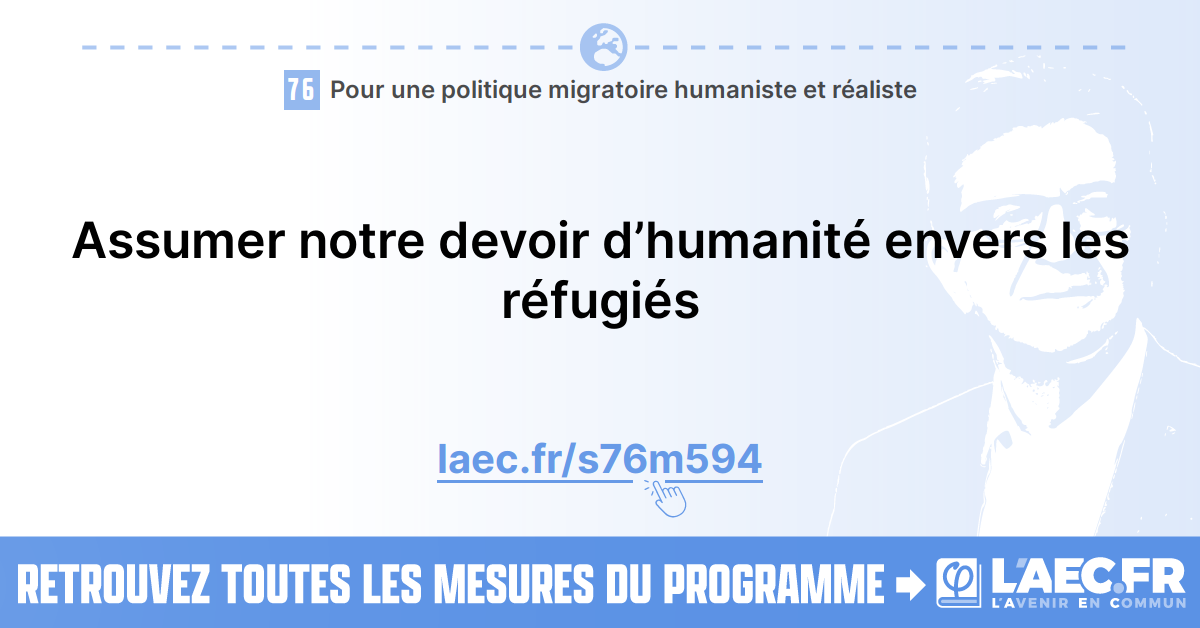 76 Pour une politique migratoire humaniste et réaliste
Assumer notre devoir d’humanité envers les
réfugiés
laec.fr/s76m594
RETROUVEZ TOUTES LES MESURES DU PROGRAMME
φ L'AEC.FR
L'AVENIR EN COMMUN